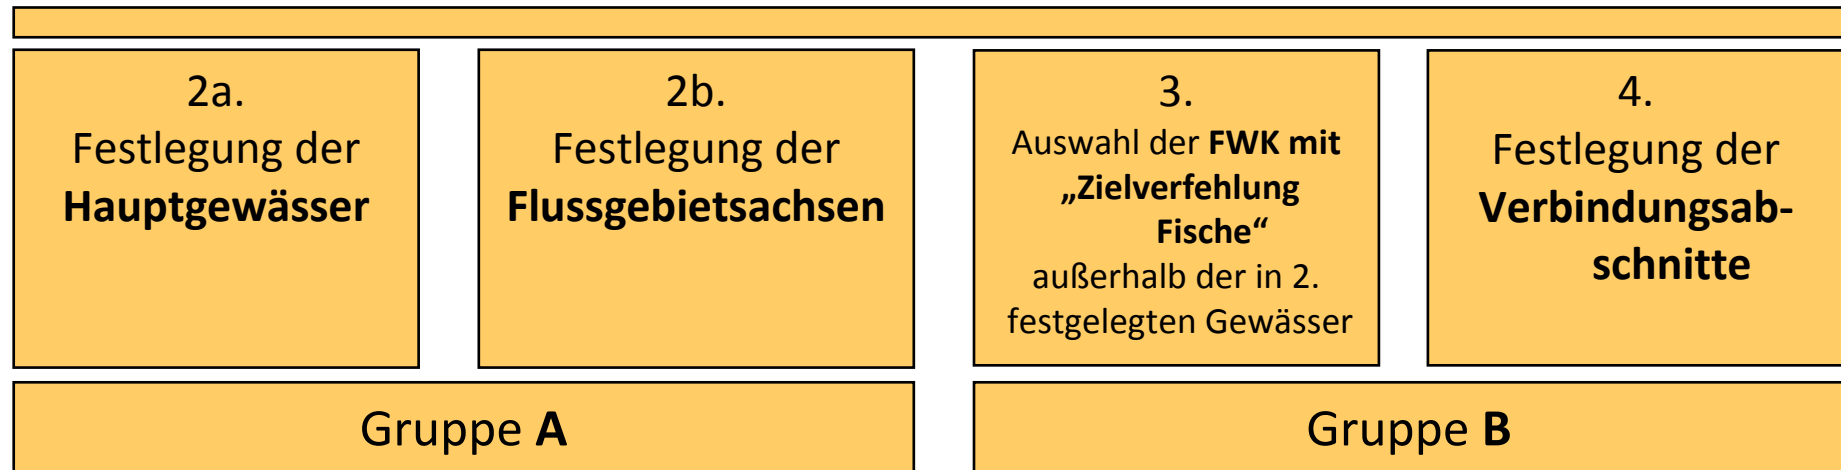 2a.
Festlegung der
Hauptgewässer
2b.
Festlegung der
Flussgebietsachsen
3.
Auswahl der FWK mit
„Zielverfehlung
Fische“
außerhalb der in 2.
festgelegten Gewässer
4.
Festlegung der
Verbindungsab-
schnitte
Gruppe A
Gruppe B